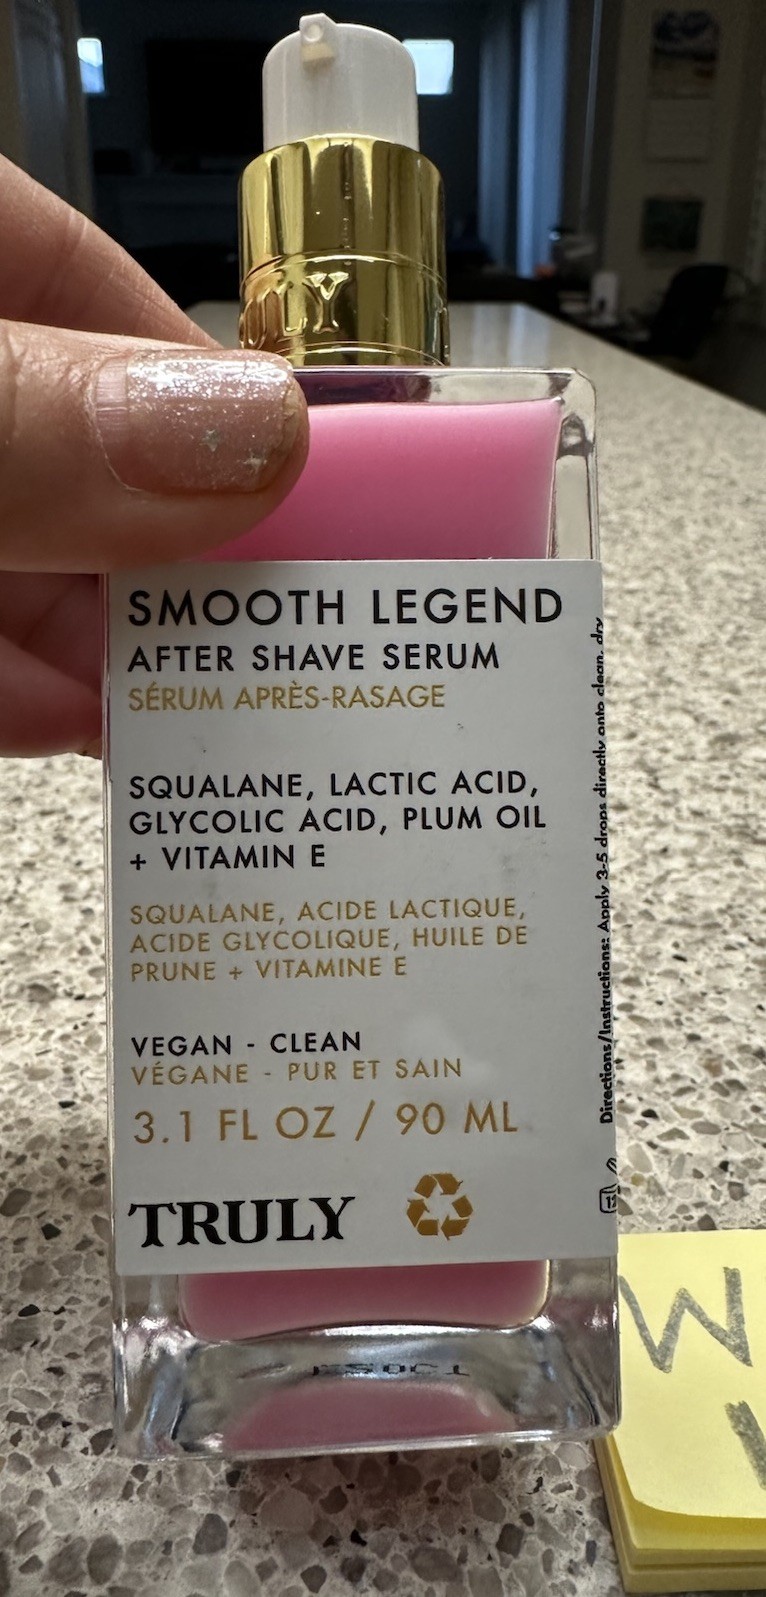 ULY
SMOOTH LEGEND
AFTER SHAVE SERUM
SÉRUM APRÈS-RASAGE
SQUALANE, LACTIC ACID,
GLYCOLIC ACID, PLUM OIL
+ VITAMIN E
SQUALANE, ACIDE LACTIQUE,
ACIDE GLYCOLIQUE, HUILE DE
PRUNE + VITAMINE E
VEGAN - CLEAN
VÉGANE - PUR ET SAIN
3.1 FL OZ / 90 ML
TRULY
Directions/Instructions: Apply 3-5 drops directly onto clean, dry
W